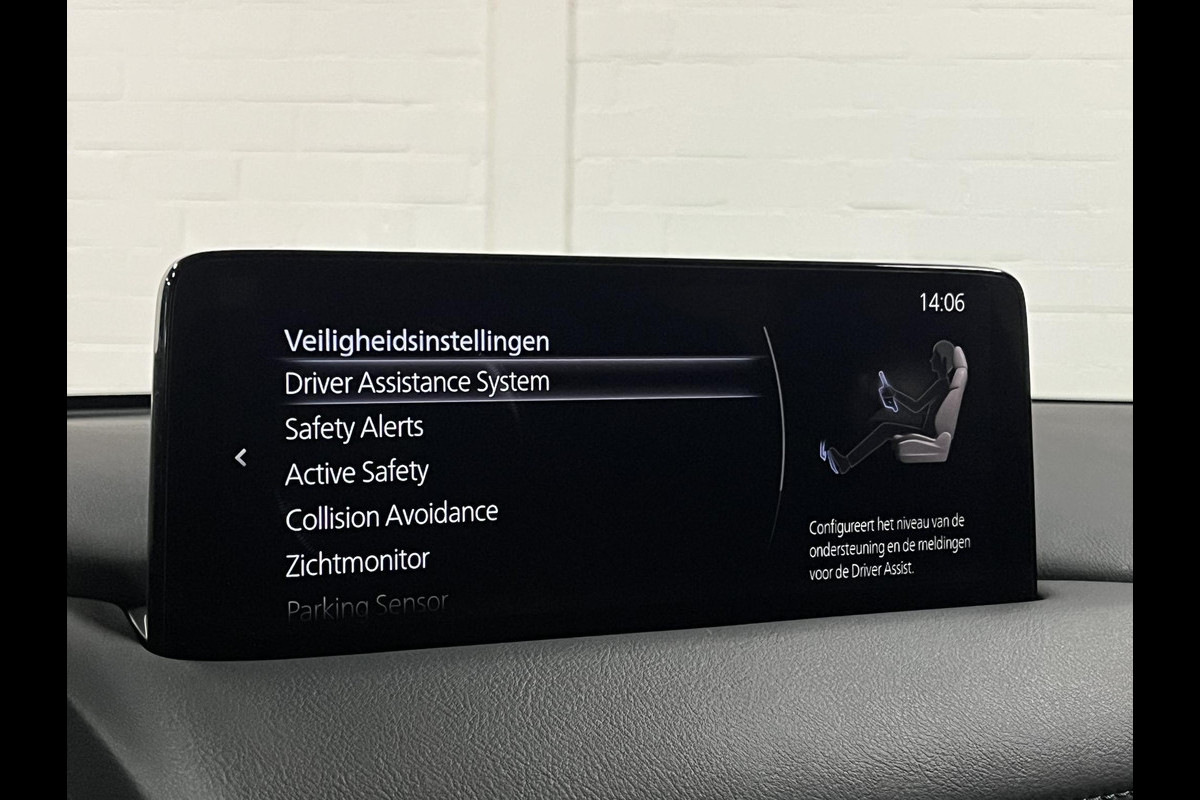 14:06
Veiligheidsinstellingen
Driver Assistance System
Safety Alerts
Active Safety
Collision Avoidance
Zichtmonitor
Parking Sensor
Configureert het niveau van de
ondersteuning en de meldingen
voor de Driver Assist.